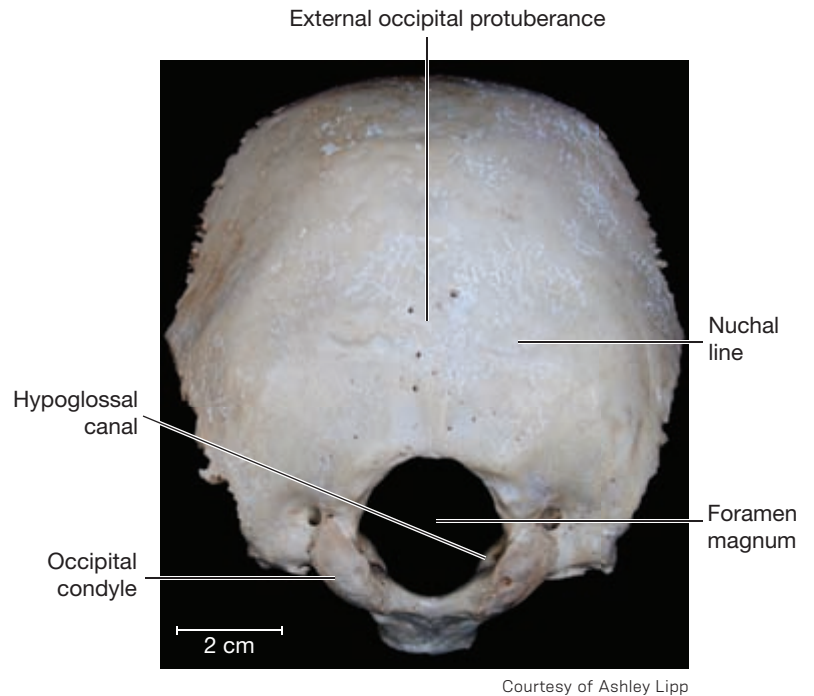 External occipital protuberance
Nuchal
line
Hypoglossal
canal
Foramen
magnum
Occipital
condyle
2 cm
Courtesy of Ashley Lipp